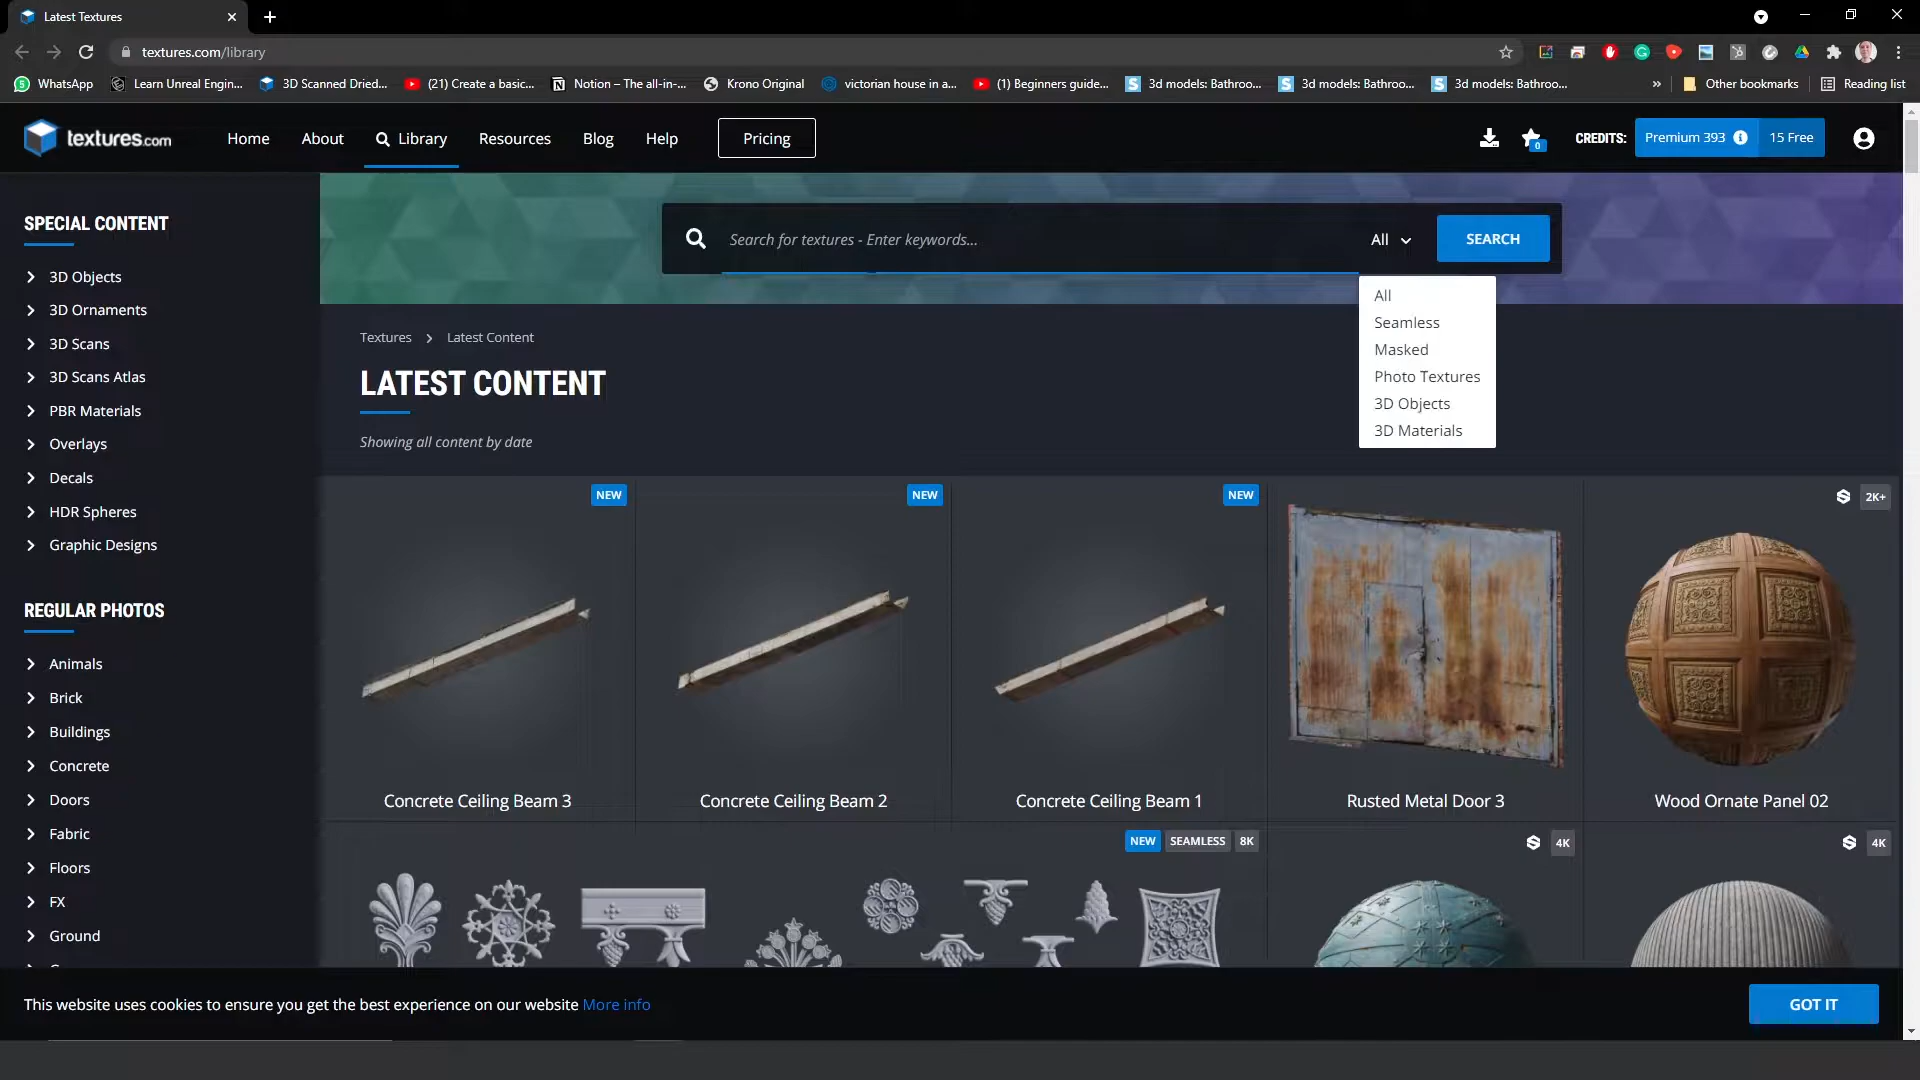 Latest Textures
textures.com/library
WhatsApp
Learn Unreal Engin...
3D Scanned Dried...
(21) Create a basic...
Notion – The all-in-...
Krono Original
victorian house in a...
(1) Beginners guide...
3d models: Bathroo...
3d models: Bathroo...
3d models: Bathroo...
»
Other bookmarks
Reading list
textures.com
Home
About
Library
Resources
Blog
Help
Pricing
0
CREDITS:
Premium 393
15 Free
SPECIAL CONTENT
3D Objects
3D Ornaments
3D Scans
3D Scans Atlas
PBR Materials
Overlays
Decals
HDR Spheres
Graphic Designs
REGULAR PHOTOS
Animals
Brick
Buildings
Concrete
Doors
Fabric
Floors
FX
Ground
Search for textures - Enter keywords...
All
SEARCH
All
Seamless
Masked
Photo Textures
3D Objects
3D Materials
Textures
Latest Content
LATEST CONTENT
Showing all content by date
NEW
NEW
NEW
2K+
Concrete Ceiling Beam 3
Concrete Ceiling Beam 2
Concrete Ceiling Beam 1
Rusted Metal Door 3
Wood Ornate Panel 02
NEW
SEAMLESS
8K
4K
4K
This website uses cookies to ensure you get the best experience on our website More info
GOT IT